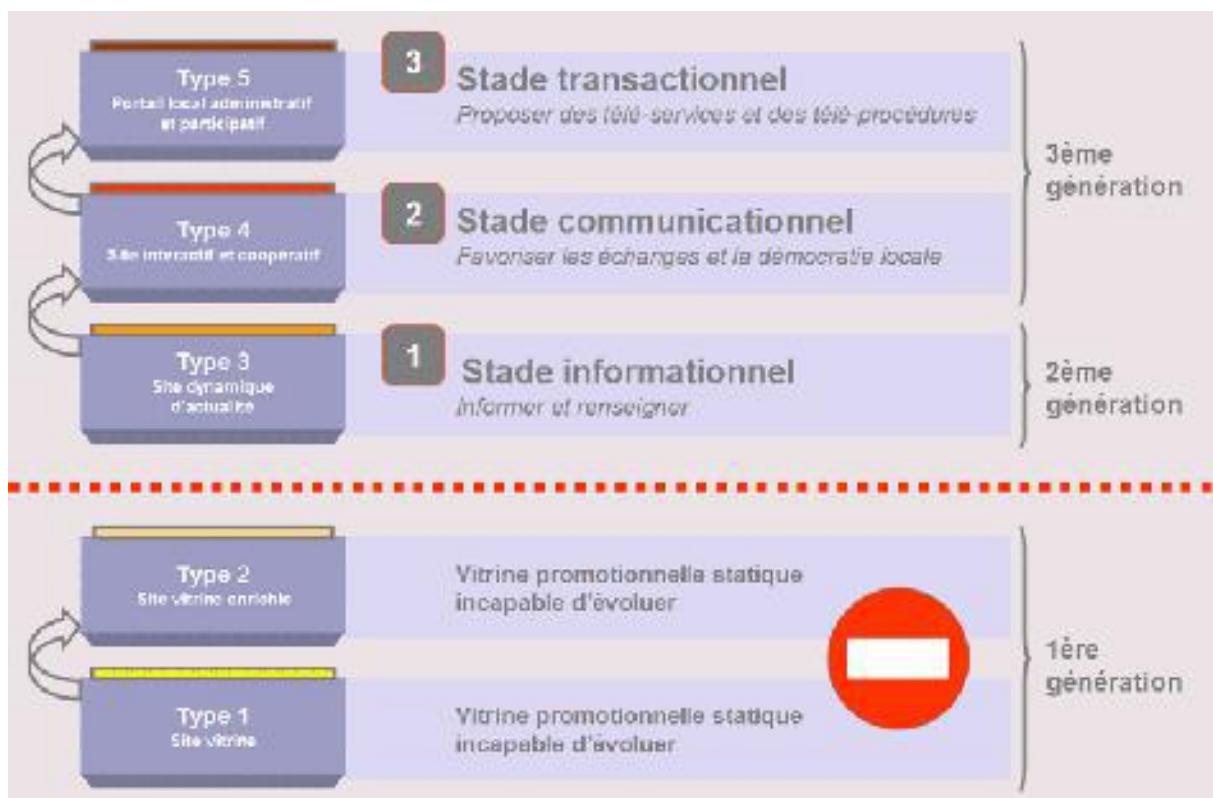 Type 5
Portail local administratif
et participatif
3
Stade transactionnel
Proposer des télé-services et des télé-procédures
3ème
génération
Type 4
Site interactif et coopératif
2
Stade communicationnel
Favoriser les échanges et la démocratie locale
Type 3
Site dynamique
d'actualité
1
Stade informationnel
Informer et renseigner
2ème
génération
Type 2
Site vitrine enrichie
Vitrine promotionnelle statique
incapable d'évoluer
1ère
génération
Type 1
Site vitrine
Vitrine promotionnelle statique
incapable d'évoluer